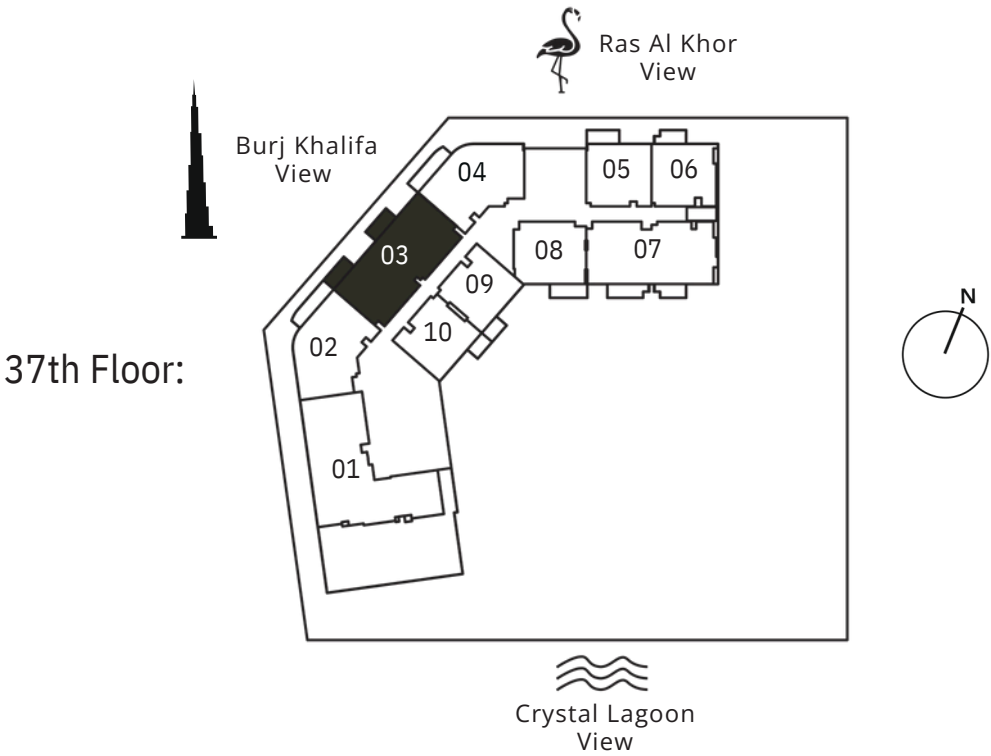 Ras Al Khor
View
Burj Khalifa
View
04
05
06
03
08
07
09
N
10
02
37th Floor:
01
Crystal Lagoon
View